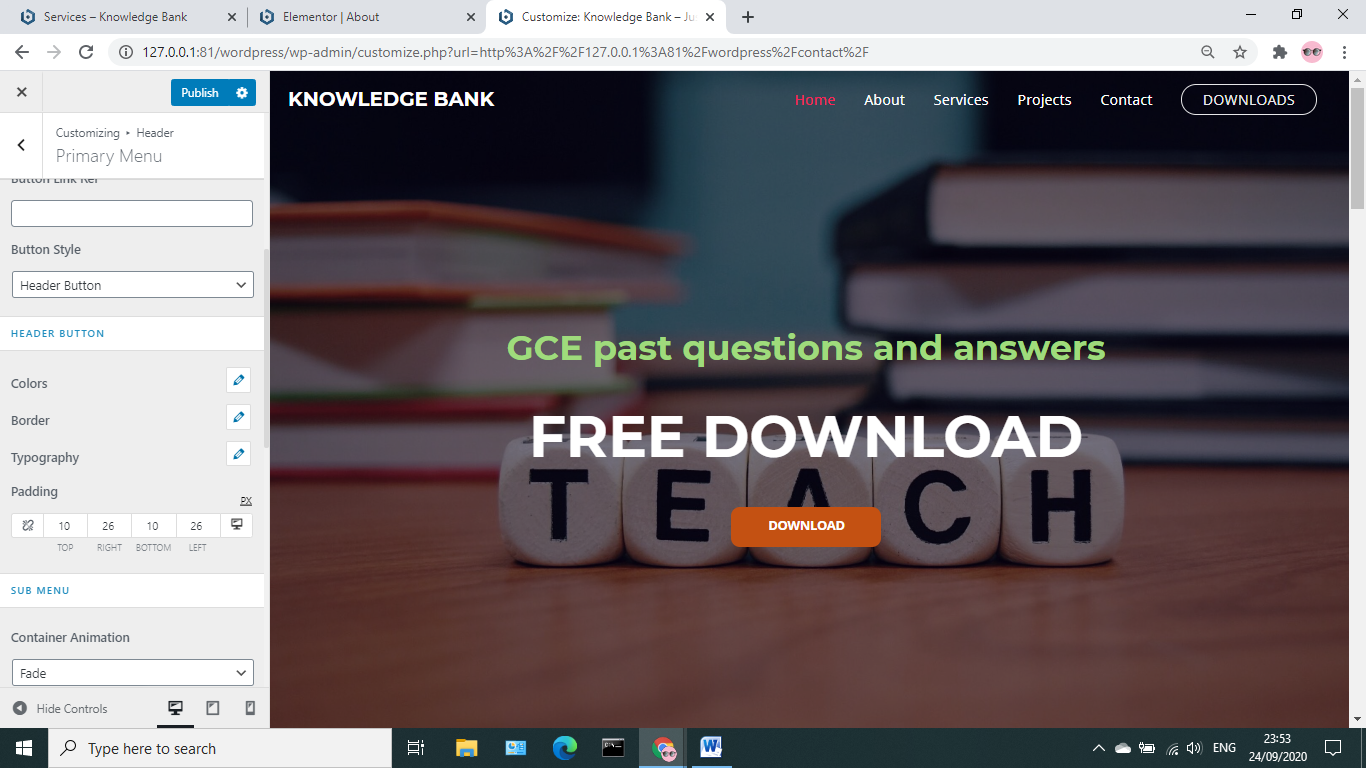 Services – Knowledge Bank
Elementor | About
Customize: Knowledge Bank – Ju
127.0.0.1:81/wordpress/wp-admin/customize.php?url=http%3A%2F%2F127.0.0.1%3A81%2Fwordpress%2Fcontact%2F
Publish
Customizing ‣ Header
Primary Menu
Button Link Rel
Button Style
Header Button
HEADER BUTTON
Colors
Border
Typography
Padding
PX
10 26 10 26
TOP RIGHT BOTTOM LEFT
SUB MENU
Container Animation
Fade
Hide Controls
KNOWLEDGE BANK
Home About Services Projects Contact DOWNLOADS
GCE past questions and answers
FREE DOWNLOAD
TEACH
DOWNLOAD
Type here to search
ENG
23:53
24/09/2020